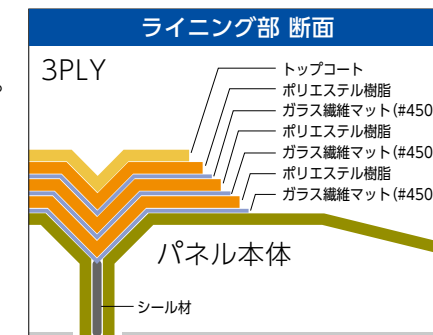 ライニング部 断面
3PLY
トップコート
ポリエステル樹脂
ガラス繊維マット(#450
ポリエステル樹脂
ガラス繊維マット(#450
ポリエステル樹脂
ガラス繊維マット(#450
パネル本体
シール材